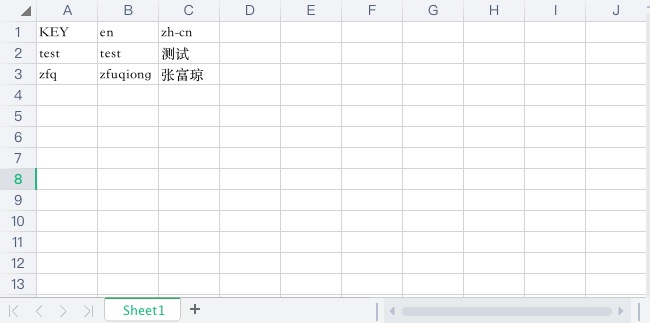 A B C D E F G H I J
1 KEY en zh-cn
2 test test 测试
3 zfq zfuqiong 张富琼
4
5
6
7
8
9
10
11
12
13
Sheet1 +